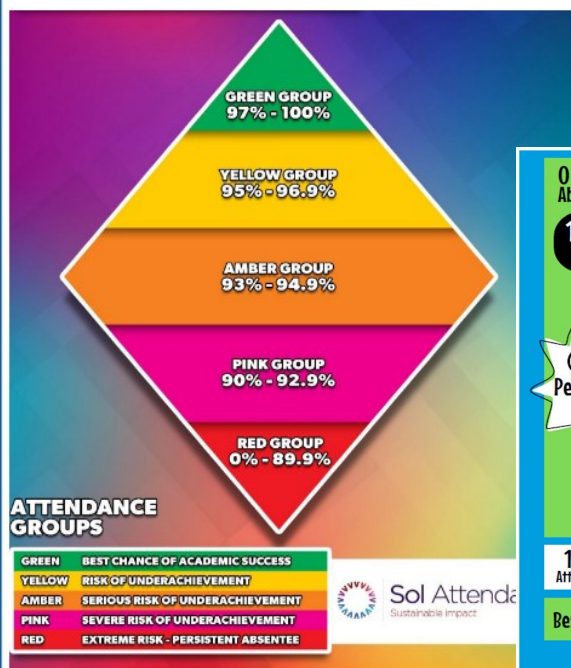 GREEN GROUP
97% - 100%
YELLOW GROUP
95% - 96.9%
AMBER GROUP
93% - 94.9%
PINK GROUP
90% - 92.9%
RED GROUP
0% - 89.9%
ATTENDANCE
GROUPS
GREEN BEST CHANCE OF ACADEMIC SUCCESS
YELLOW RISK OF UNDERACHIEVEMENT
AMBER SERIOUS RISK OF UNDERACHIEVEMENT
PINK SEVERE RISK OF UNDERACHIEVEMENT
RED EXTREME RISK - PERSISTENT ABSENTEE
Sol
Sustainable impact